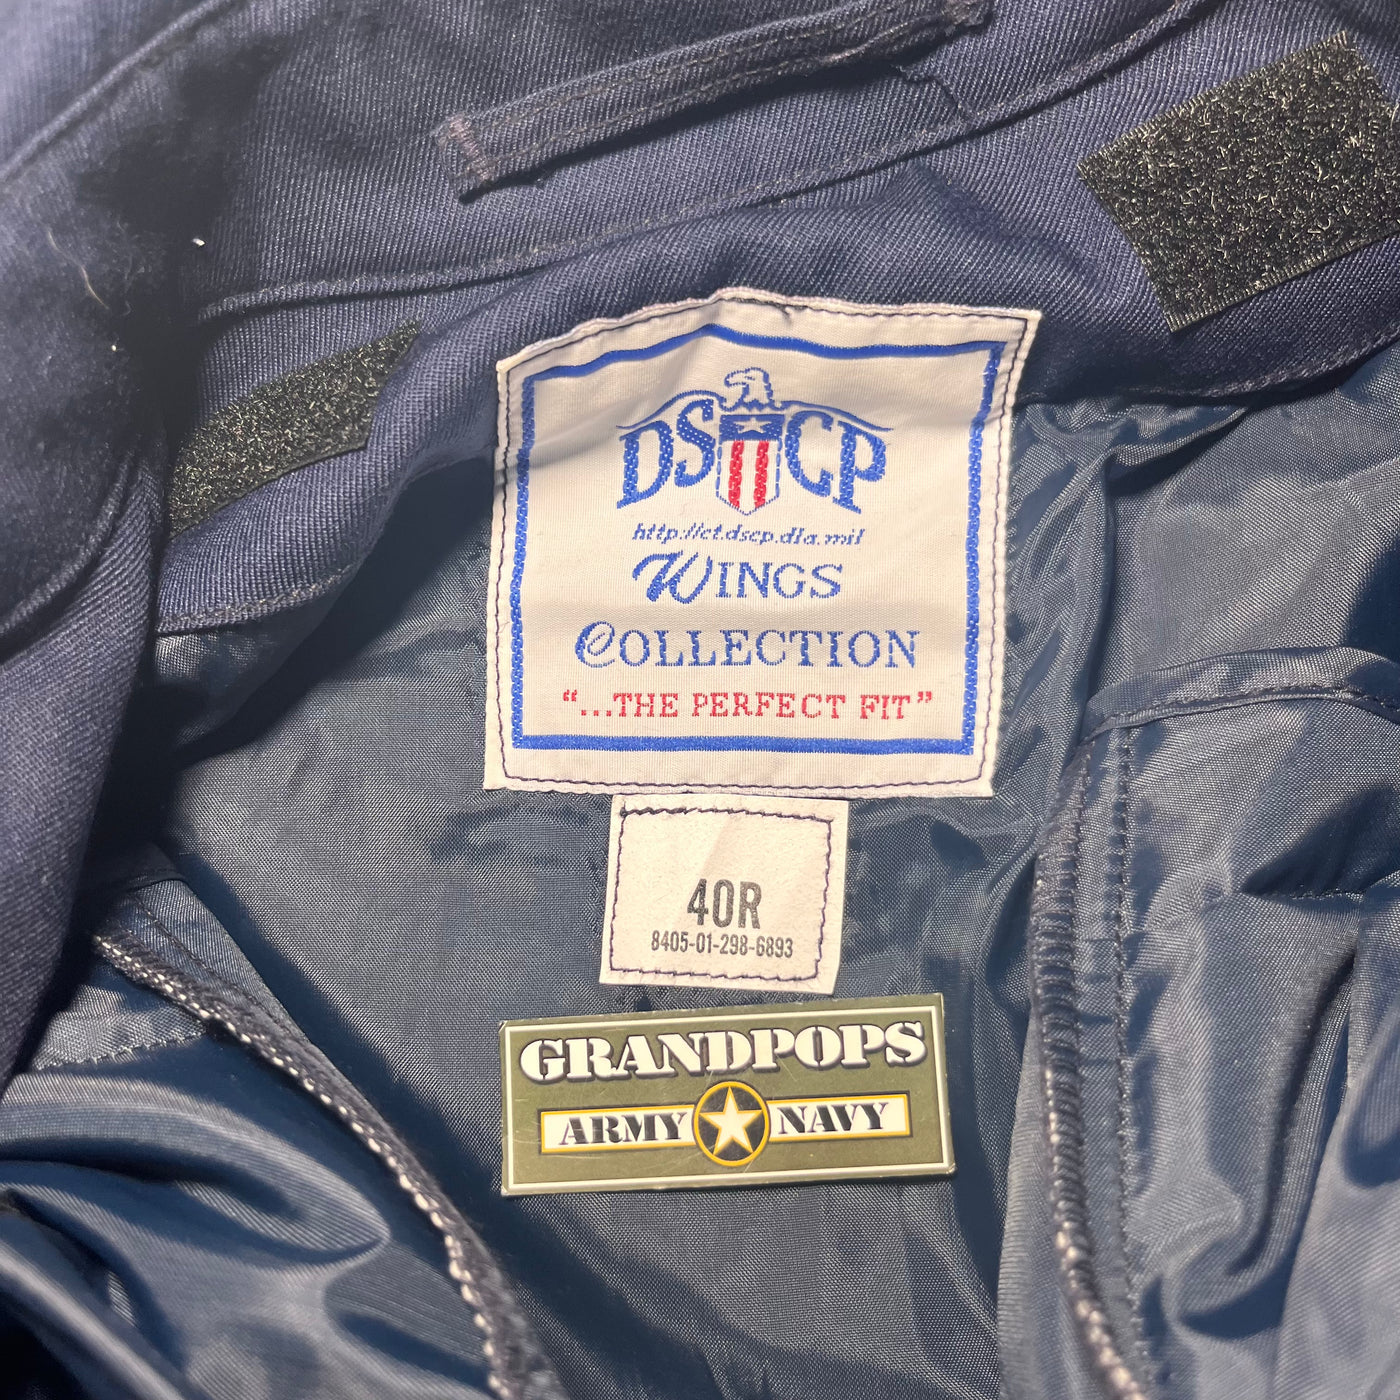 DSCP
http://ct.dscp.dla.mil
WINGS
COLLECTION
"...THE PERFECT FIT"
40R
8405-01-298-6893
GRANDPOPS
ARMY NAVY